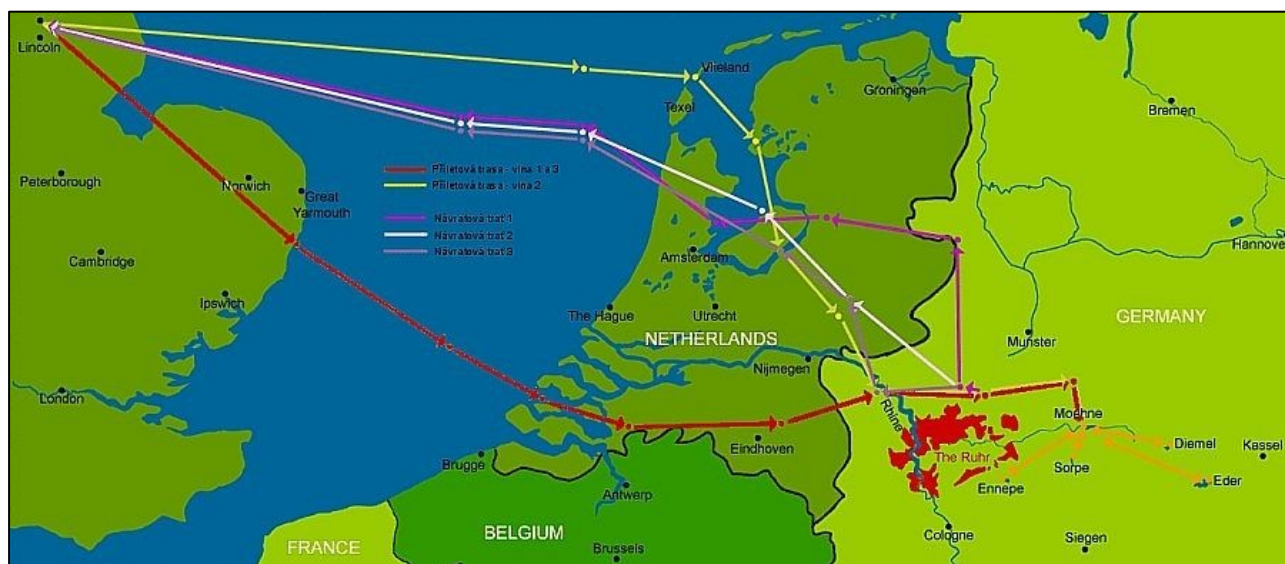 Lincoln
Vlieland
Texel
Groningen
Bremen
Peterborough
Norwich
Great
Yarmouth
Příletová trasa - vlna 1 a 3
Příletová trasa - vlna 2
Návratová trať 1
Návratová trať 2
Návratová trať 3
Cambridge
Amsterdam
Hannover
Ipswich
The Hague
Utrecht
NETHERLANDS
GERMANY
Munster
Nijmegen
London
Rhine
Moehne
Brugge
Eindhoven
The Ruhr
Diemel
Kassel
Sorpe
Ennepe
Eder
Antwerp
BELGIUM
Cologne
Siegen
FRANCE
Brussels